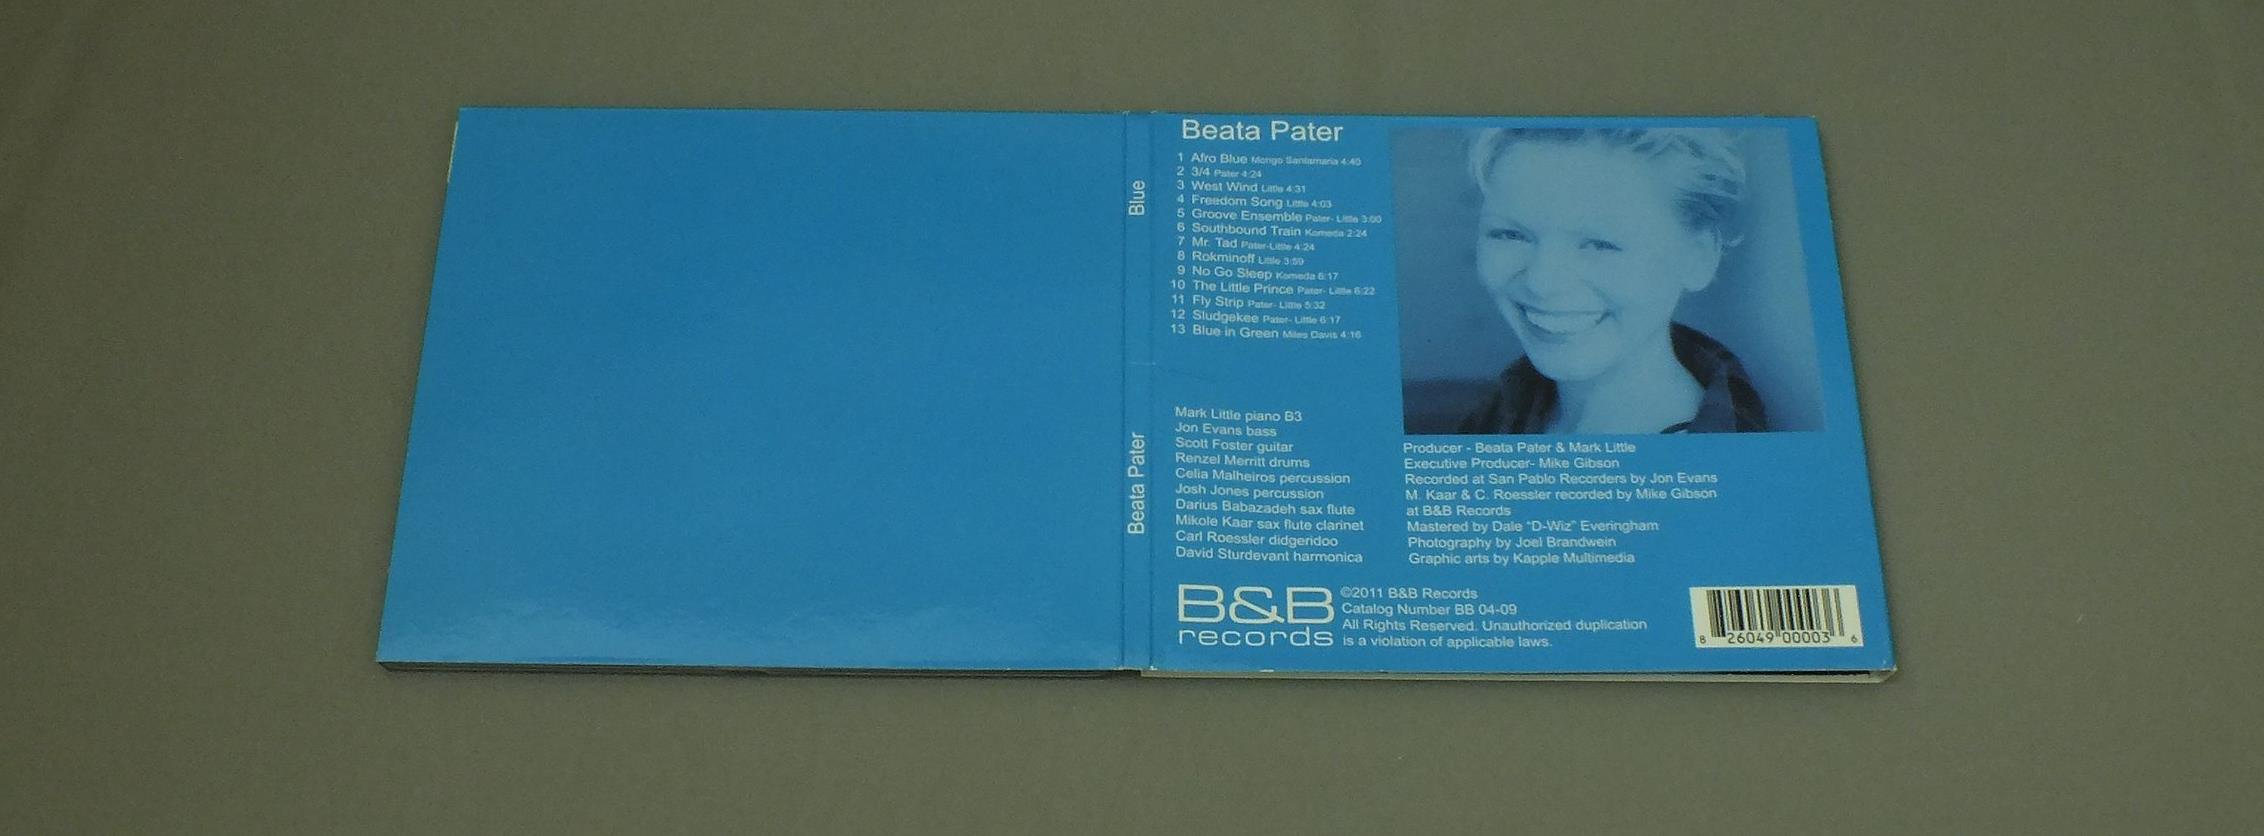 Blue
Beata Pater
Beata Pater
1 Afro Blue Mongo Santamaria 4:40
2 3/4 Pater 4:24
3 West Wind Little 4:31
4 Freedom Song Little 4:03
5 Groove Ensemble Pater- Little 3:00
6 Southbound Train Komeda 2:24
7 Mr. Tad Pater-Little 4:24
8 Rokminoff Little 3:59
9 No Go Sleep Komeda 6:17
10 The Little Prince Pater- Little 6:22
11 Fly Strip Pater- Little 5:32
12 Sludgekee Pater- Little 6:17
13 Blue in Green Miles Davis 4:16
Mark Little piano B3
Jon Evans bass
Scott Foster guitar
Renzel Merritt drums
Celia Malheiros percussion
Josh Jones percussion
Darius Babazadeh sax flute
Mikole Kaar sax flute clarinet
Carl Roessler didgeridoo
David Sturdevant harmonica
Producer - Beata Pater & Mark Little
Executive Producer- Mike Gibson
Recorded at San Pablo Recorders by Jon Evans
M. Kaar & C. Roessler recorded by Mike Gibson
at B&B Records
Mastered by Dale "D-Wiz" Everingham
Photography by Joel Brandwein
Graphic arts by Kapple Multimedia
B&B
records
©2011 B&B Records
Catalog Number BB 04-09
All Rights Reserved. Unauthorized duplication
is a violation of applicable laws.
8 26049 00003 6